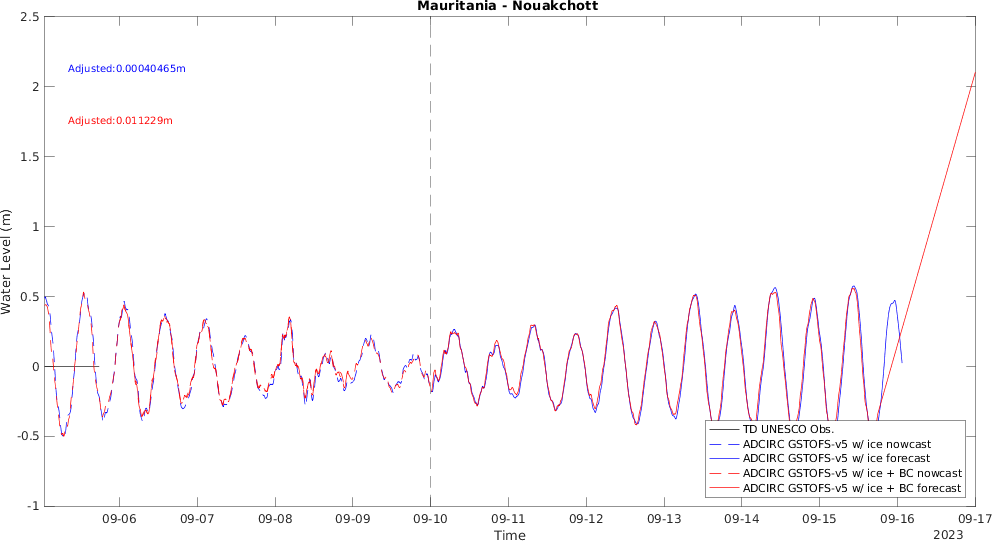 Mauritania - Nouakchott
2.5
2
1.5
1
0.5
0
-0.5
-1
Water Level (m)
Adjusted:0.00040465m
Adjusted:0.011229m
TD UNESCO Obs.
ADCIRC GSTOFS-v5 w/ ice nowcast
ADCIRC GSTOFS-v5 w/ ice forecast
ADCIRC GSTOFS-v5 w/ ice + BC nowcast
ADCIRC GSTOFS-v5 w/ ice + BC forecast
09-06 09-07 09-08 09-09 09-10 09-11 09-12 09-13 09-14 09-15 09-16 09-17
Time
2023